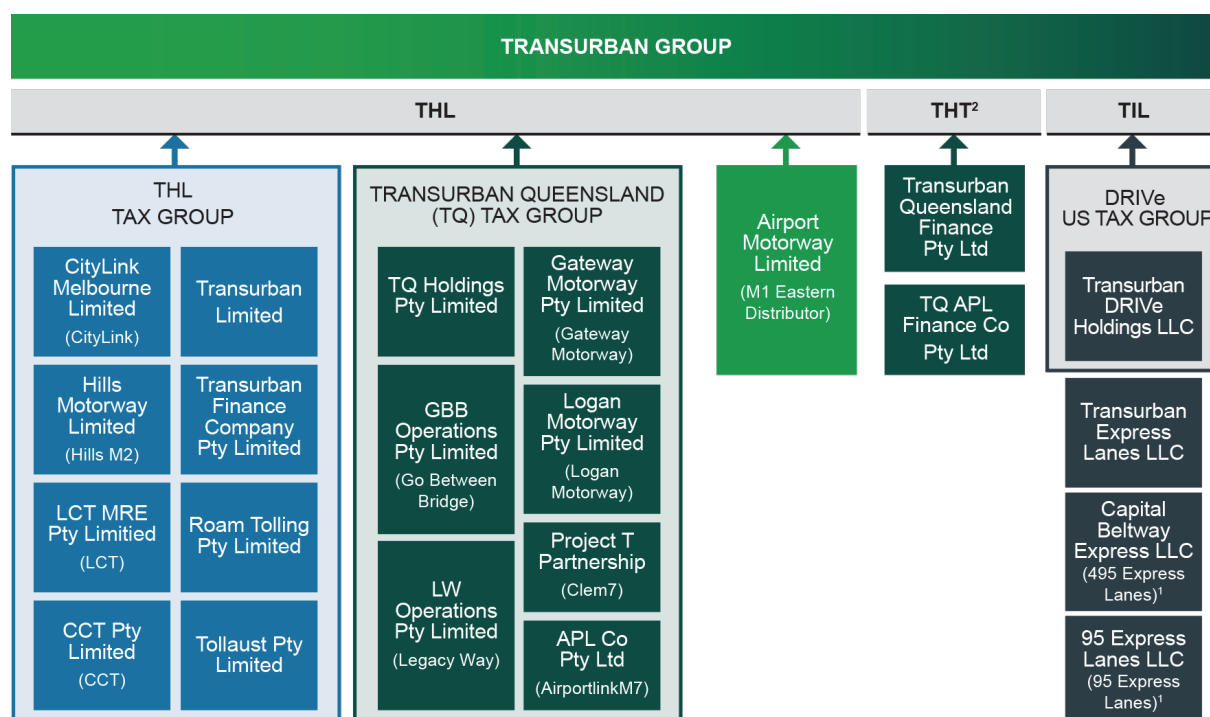 TRANSURBAN GROUP
THL
THT²
TIL
THL
TAX GROUP
CityLink
Melbourne
Limited
(CityLink)
Transurban
Limited
Hills
Motorway
Limited
(Hills M2)
Transurban
Finance
Company
Pty Limited
LCT MRE
Pty Limitied
(LCT)
Roam Tolling
Pty Limited
CCT Pty
Limited
(CCT)
Tollaust Pty
Limited
TRANSURBAN QUEENSLAND
(TQ) TAX GROUP
TQ Holdings
Pty Limited
GBB
Operations
Pty Limited
(Go Between
Bridge)
LW
Operations
Pty Limited
(Legacy Way)
Gateway
Motorway
Pty Limited
(Gateway
Motorway)
Logan
Motorway
Pty Limited
(Logan
Motorway)
Project T
Partnership
(Clem7)
APL Co
Pty Ltd
(AirportlinkM7)
Airport
Motorway
Limited
(M1 Eastern
Distributor)
Transurban
Queensland
Finance
Pty Ltd
TQ APL
Finance Co
Pty Ltd
DRIVe
US TAX GROUP
Transurban
DRIVe
Holdings LLC
Transurban
Express
Lanes LLC
Capital
Beltway
Express LLC
(495 Express
Lanes)¹
95 Express
Lanes LLC
(95 Express
Lanes)¹